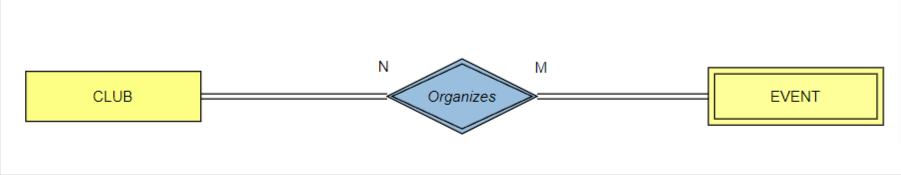 N
M
CLUB
Organizes
EVENT